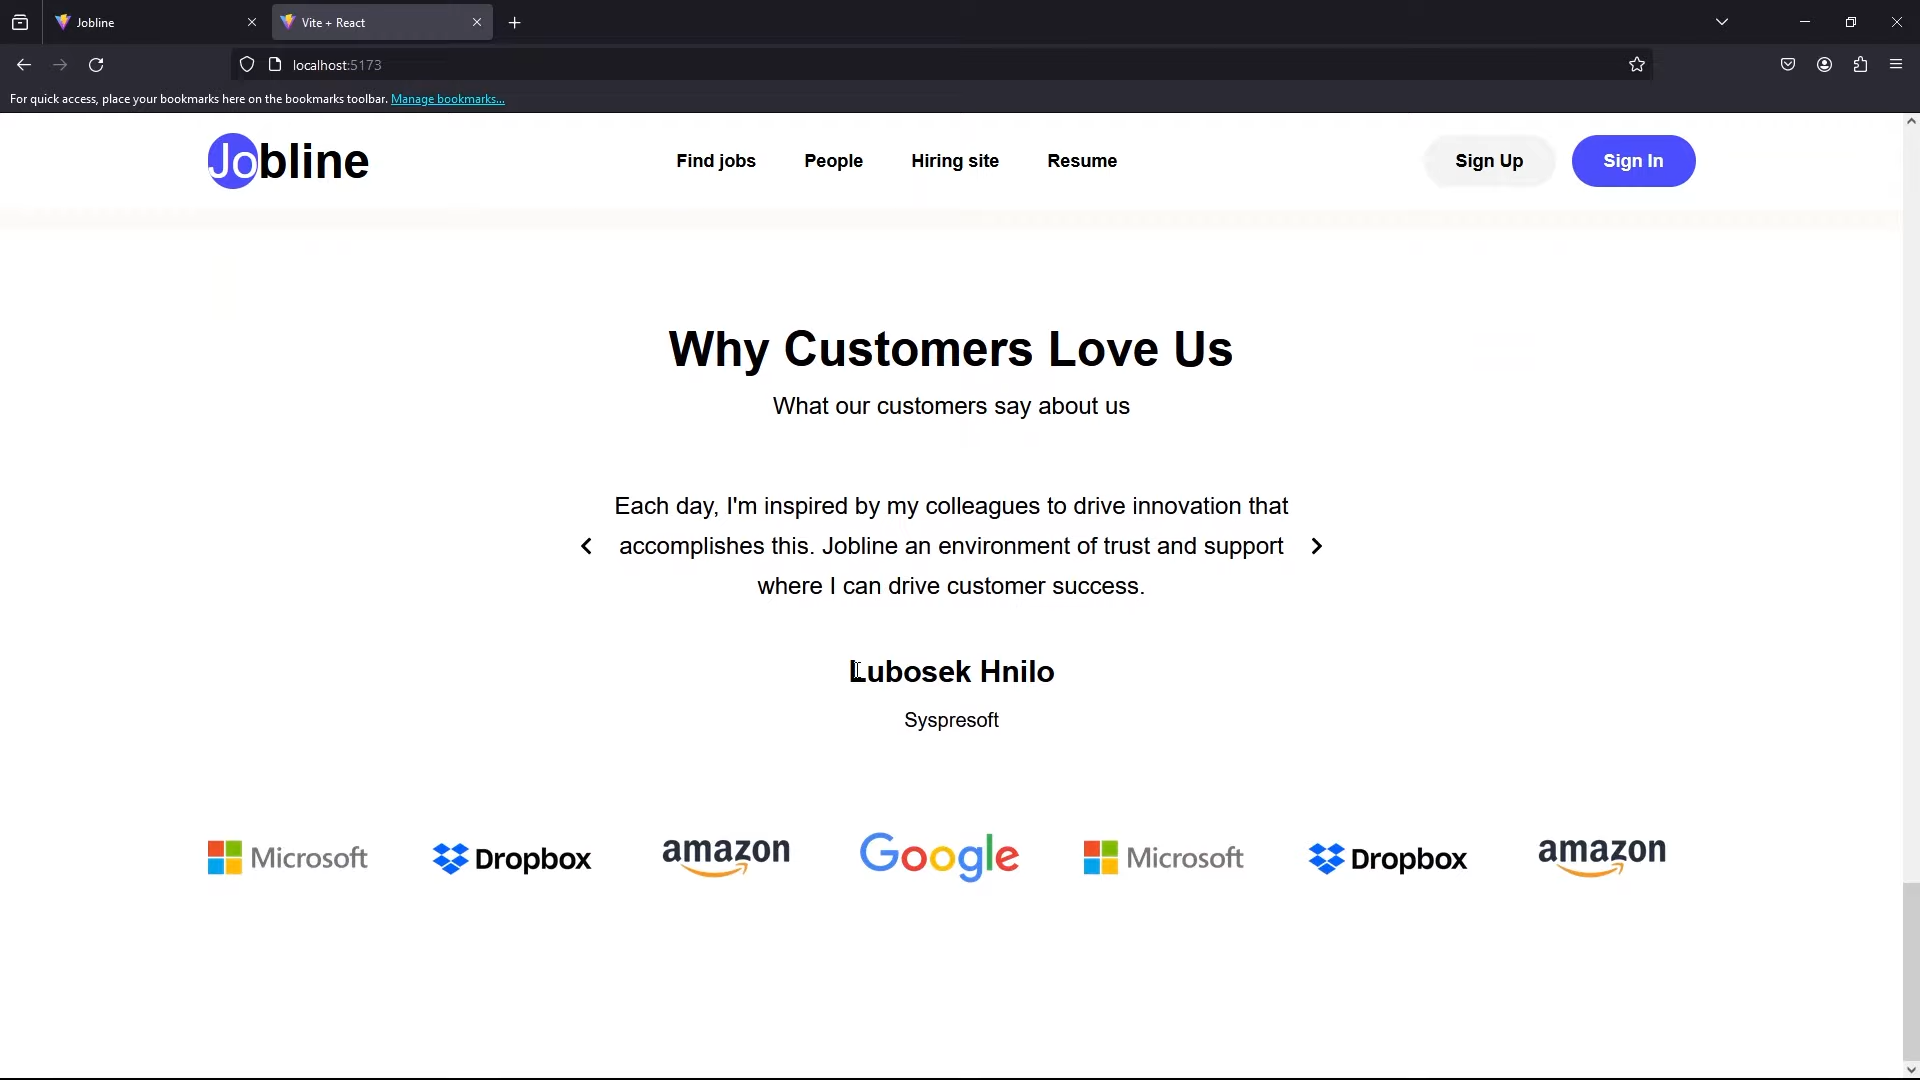 Jobline
Vite + React
localhost:5173
For quick access, place your bookmarks here on the bookmarks toolbar. Manage bookmarks...
Jobline
Find jobs
People
Hiring site
Resume
Sign Up
Sign In
Why Customers Love Us
What our customers say about us
Each day, I'm inspired by my colleagues to drive innovation that
accomplishes this. Jobline an environment of trust and support
where I can drive customer success.
Lubosek Hnilo
Syspresoft
Microsoft
Dropbox
amazon
Google
Microsoft
Dropbox
amazon